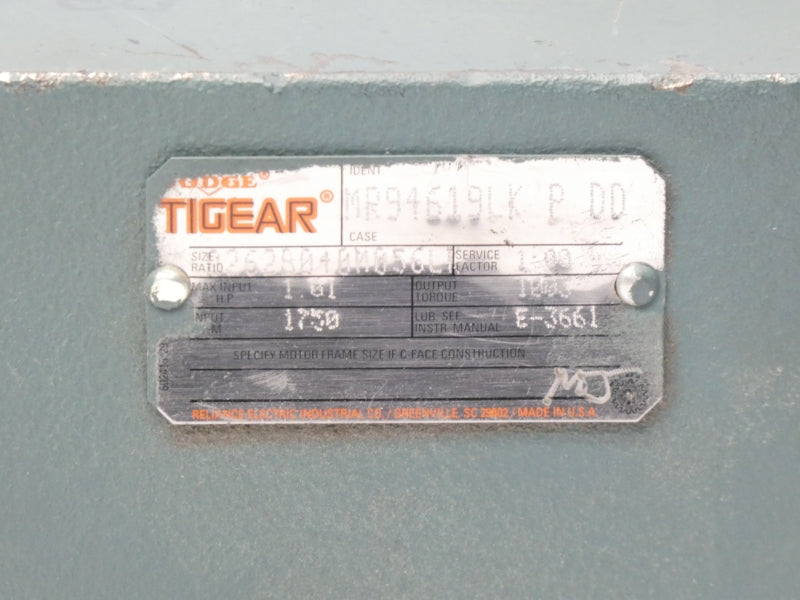 DGE®
TIGEAR®
IDENT
MR94619LK P DD
CASE
SIZE-
RATIO
SERVICE
FACTOR
1.00
MAX INPUT
H.P.
1.01
OUTPUT
TORQUE
1003
1750
LUB. SEE
INSTR. MANUAL
E-3661
SPECIFY MOTOR FRAME SIZE IF C-FACE CONSTRUCTION
MJ
RELIANCE ELECTRIC INDUSTRIAL CO. / GREENVILLE, SC 29602 / MADE IN U.S.A.